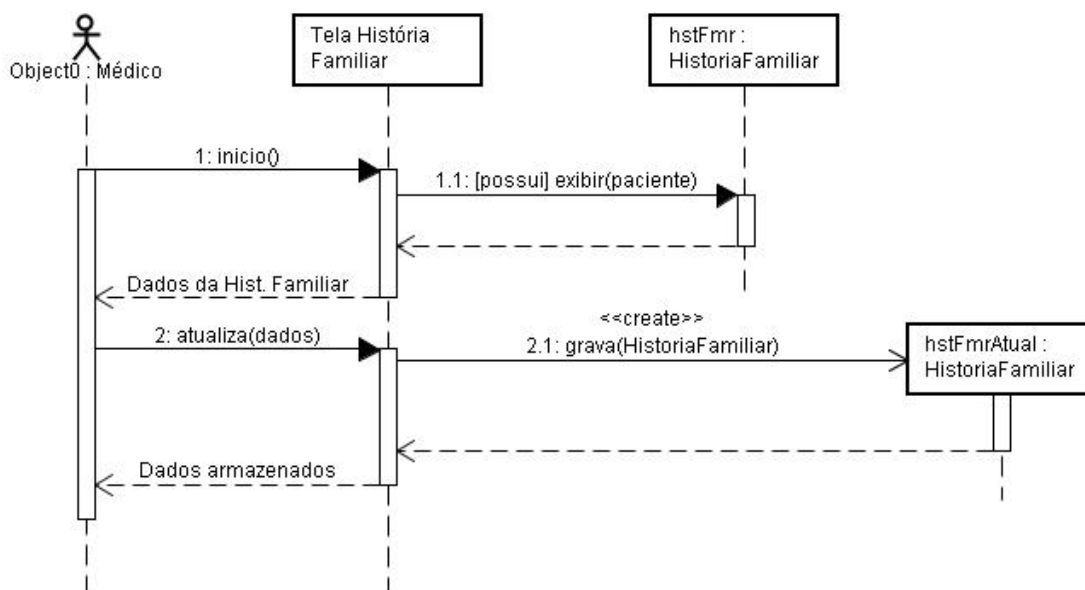 Object0 : Médico
Tela História
Familiar
hstFmr :
HistoriaFamiliar
1: inicio()
1.1: [possui] exibir(paciente)
Dados da Hist. Familiar
2: atualiza(dados)
<<create>>
2.1: grava(HistoriaFamiliar)
hstFmrAtual :
HistoriaFamiliar
Dados armazenados